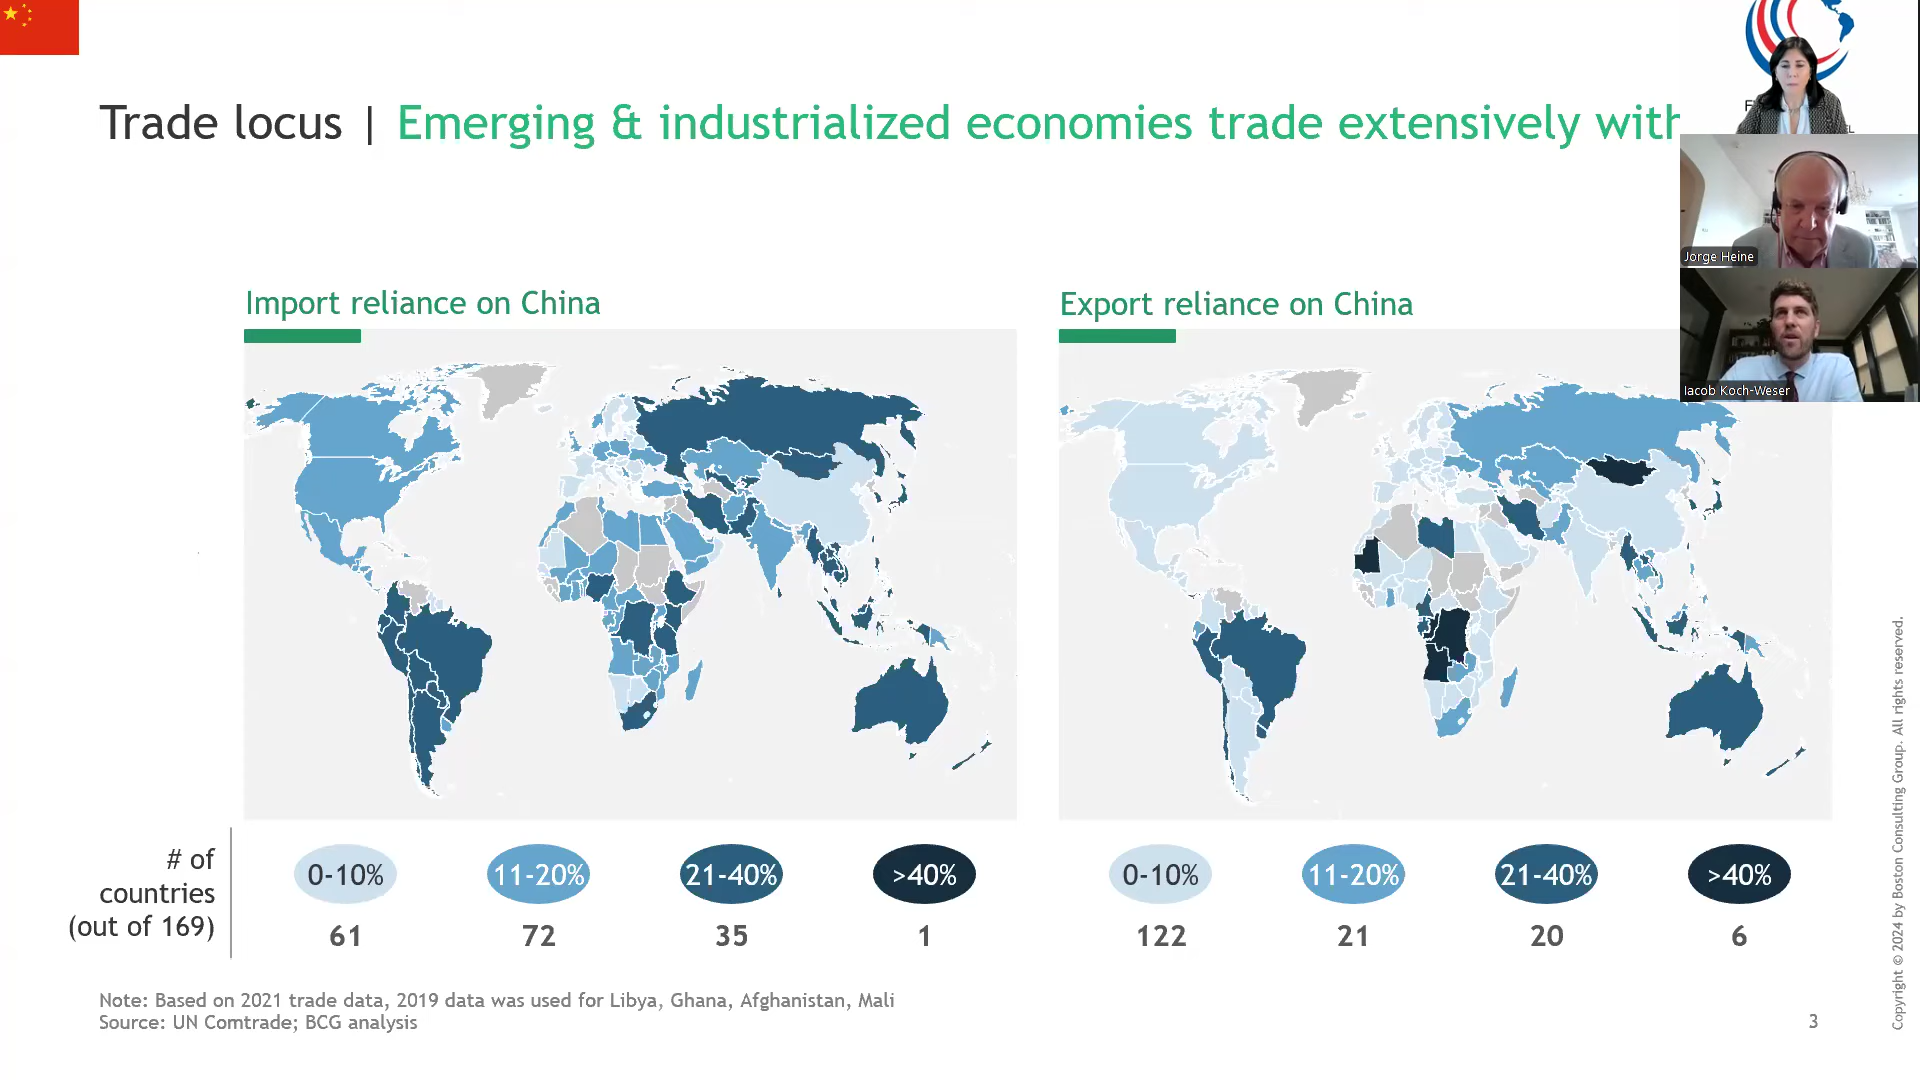 Trade locus | Emerging & industrialized economies trade extensively with
Jorge Heine
Iacob Koch-Weser
Import reliance on China
Export reliance on China
# of
countries
(out of 169)
0-10% 11-20% 21-40% >40%
61 72 35 1
0-10% 11-20% 21-40% >40%
122 21 20 6
Note: Based on 2021 trade data, 2019 data was used for Libya, Ghana, Afghanistan, Mali
Source: UN Comtrade; BCG analysis
3
Copyright © 2024 by Boston Consulting Group. All rights reserved.